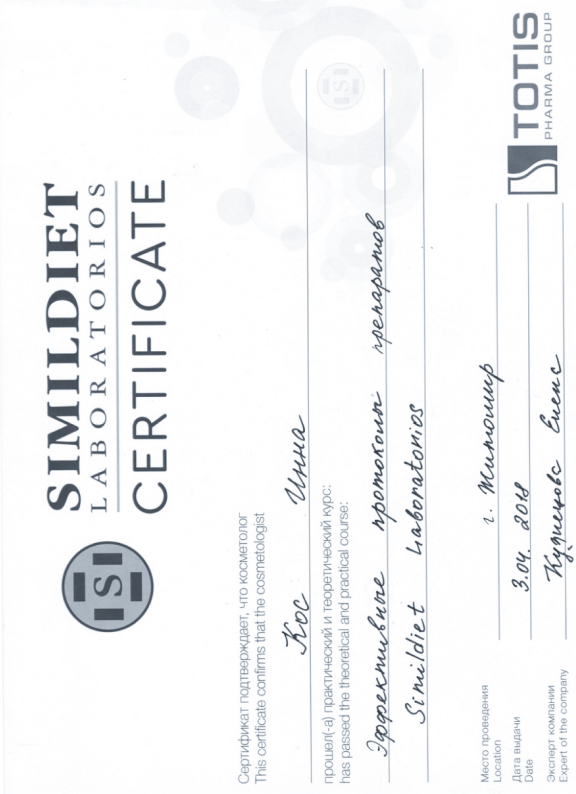 SIMILDIET
LABORATORIOS
CERTIFICATE
Сертификат подтверждает, что косметолог
This certificate confirms that the cosmetologist
Кос Инна
прошел(-а) практический и теоретический курс:
has passed the theoretical and practical course:
Эффективные протоколы препаратов
Simildiet Laboratorios
Место проведения
Location
г. Житомир
Дата выдачи
Date
3.04. 2018
Эксперт компании
Expert of the company
Кузнецова Елена
TOTIS
PHARMA GROUP